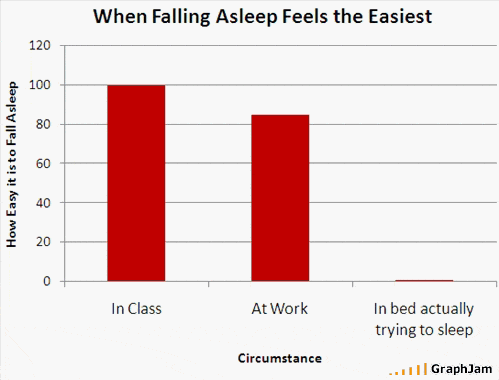 When Falling Asleep Feels the Easiest
How Easy it is to Fall Asleep
120
100
80
60
40
20
0
In Class
At Work
In bed actually
trying to sleep
Circumstance
GraphJam